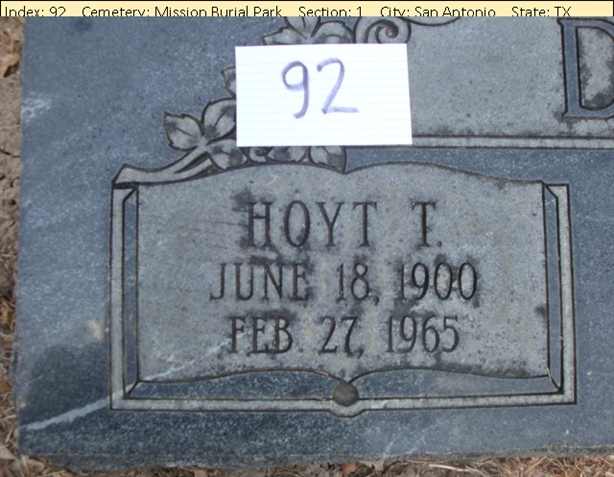 Index: 92 Cemetery: Mission Burial Park Section: 1 City: San Antonio State: TX
92
D
HOYT T.
JUNE 18, 1900
FEB. 27, 1965